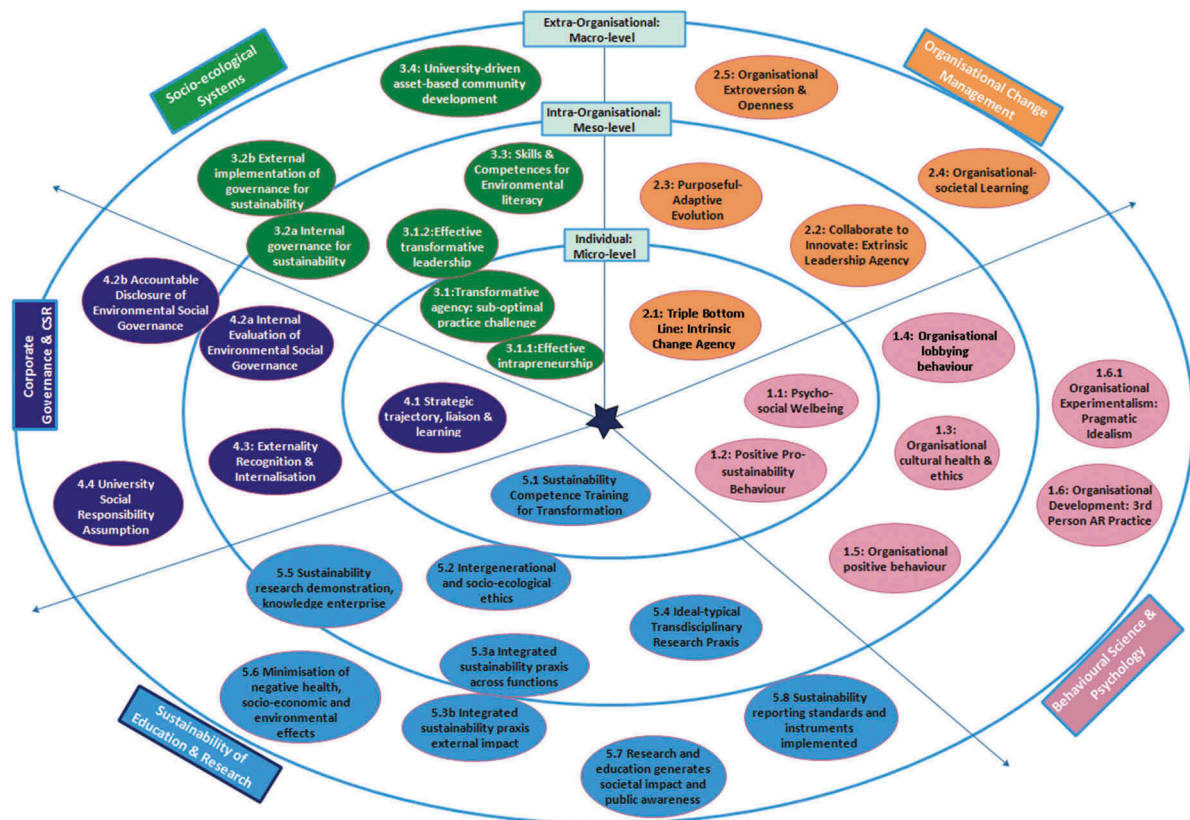 Extra-Organisational:
Macro-level
Socio-ecological
Systems
Organisational Change
Management
3.4: University-driven
asset-based community
development
2.5: Organisational
Extroversion &
Openness
Intra-Organisational:
Meso-level
3.2b External
implementation of
governance for
sustainability
3.3: Skills &
Competences for
Environmental
literacy
2.3: Purposeful-
Adaptive
Evolution
2.4: Organisational-
societal Learning
3.2a Internal
governance for
sustainability
3.1.2:Effective
transformative
leadership
Individual:
Micro-level
2.2: Collaborate to
Innovate: Extrinsic
Leadership Agency
4.2b Accountable
Disclosure of
Environmental Social
Governance
3.1:Transformative
agency: sub-optimal
practice challenge
2.1: Triple Bottom
Line: Intrinsic
Change Agency
4.2a Internal
Evaluation of
Environmental Social
Governance
3.1.1:Effective
intrapreneurship
1.4: Organisational
lobbying
behaviour
Corporate
Governance & CSR
4.1 Strategic
trajectory, liaison &
learning
1.1: Psycho-
social Welbeing
1.6.1
Organisational
Experimentalism:
Pragmatic
Idealism
4.3: Externality
Recognition &
Internalisation
1.2: Positive Pro-
sustainability
Behaviour
1.3:
Organisational
cultural health &
ethics
4.4 University
Social
Responsibility
Assumption
5.1 Sustainability
Competence Training
for Transformation
1.6: Organisational
Development: 3rd
Person AR Practice
5.5 Sustainability
research demonstration,
knowledge enterprise
5.2 Intergenerational
and socio-ecological
ethics
1.5: Organisational
positive behaviour
5.4 Ideal-typical
Transdisciplinary
Research Praxis
5.6 Minimisation of
negative health,
socio-economic and
environmental
effects
5.3a Integrated
sustainability praxis
across functions
5.3b Integrated
sustainability praxis
external impact
5.8 Sustainability
reporting standards and
instruments
implemented
5.7 Research and
education generates
societal impact and
public awareness
Sustainability of
Education & Research
Behavioural Science &
Psychology